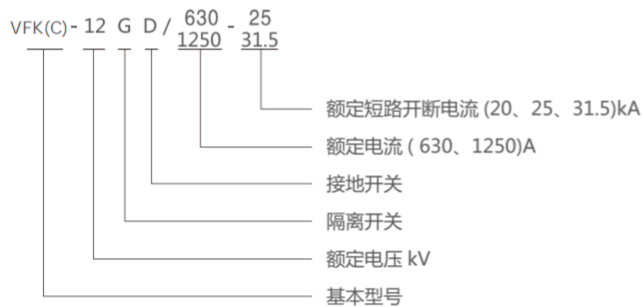 VFK(C)-12 G D/630-25
1250 31.5
额定短路开断电流(20、25、31.5)kA
额定电流(630、1250)A
接地开关
隔离开关
额定电压kV
基本型号